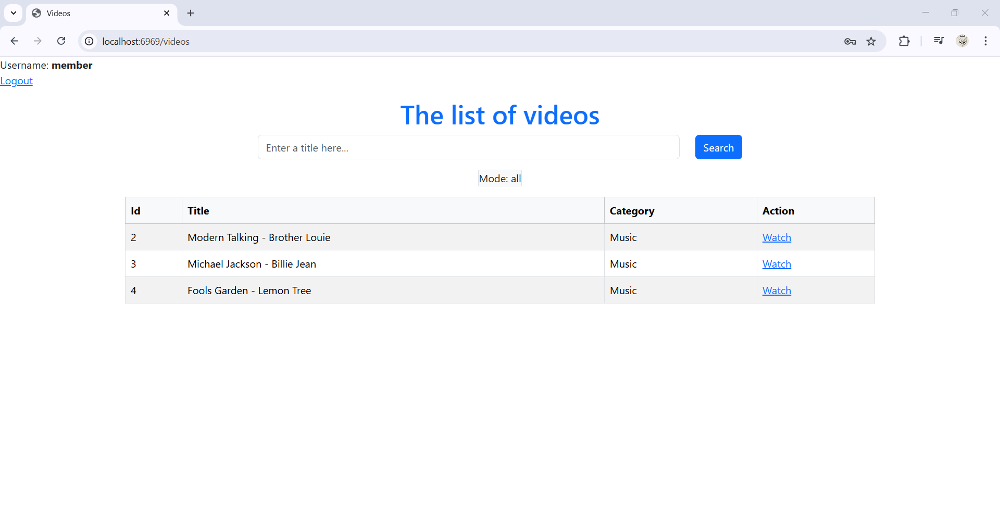 Videos
localhost:6969/videos
Username: member
Logout
The list of videos
Enter a title here...
Search
Mode: all
Id Title Category Action
2 Modern Talking - Brother Louie Music Watch
3 Michael Jackson - Billie Jean Music Watch
4 Fools Garden - Lemon Tree Music Watch